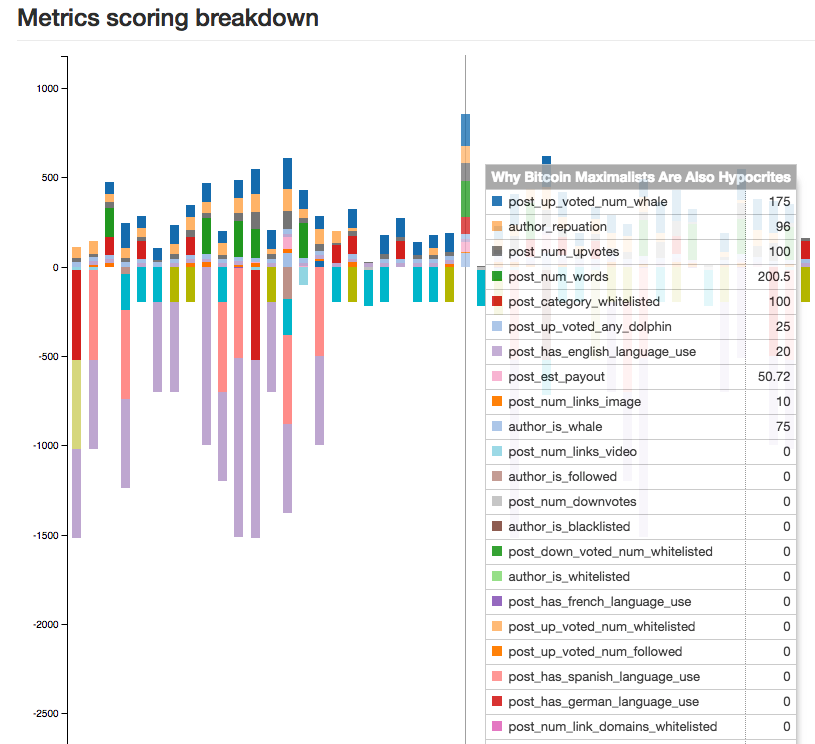 Metrics scoring breakdown
1000
500
0
-500
-1000
-1500
-2000
-2500
Why Bitcoin Maximalists Are Also Hypocrites
post_up_voted_num_whale 175
author_repuation 96
post_num_upvotes 100
post_num_words 200.5
post_category_whitelisted 100
post_up_voted_any_dolphin 25
post_has_english_language_use 20
post_est_payout 50.72
post_num_links_image 10
author_is_whale 75
post_num_links_video 0
author_is_followed 0
post_num_downvotes 0
author_is_blacklisted 0
post_down_voted_num_whitelisted 0
author_is_whitelisted 0
post_has_french_language_use 0
post_up_voted_num_whitelisted 0
post_up_voted_num_followed 0
post_has_spanish_language_use 0
post_has_german_language_use 0
post_num_link_domains_whitelisted 0